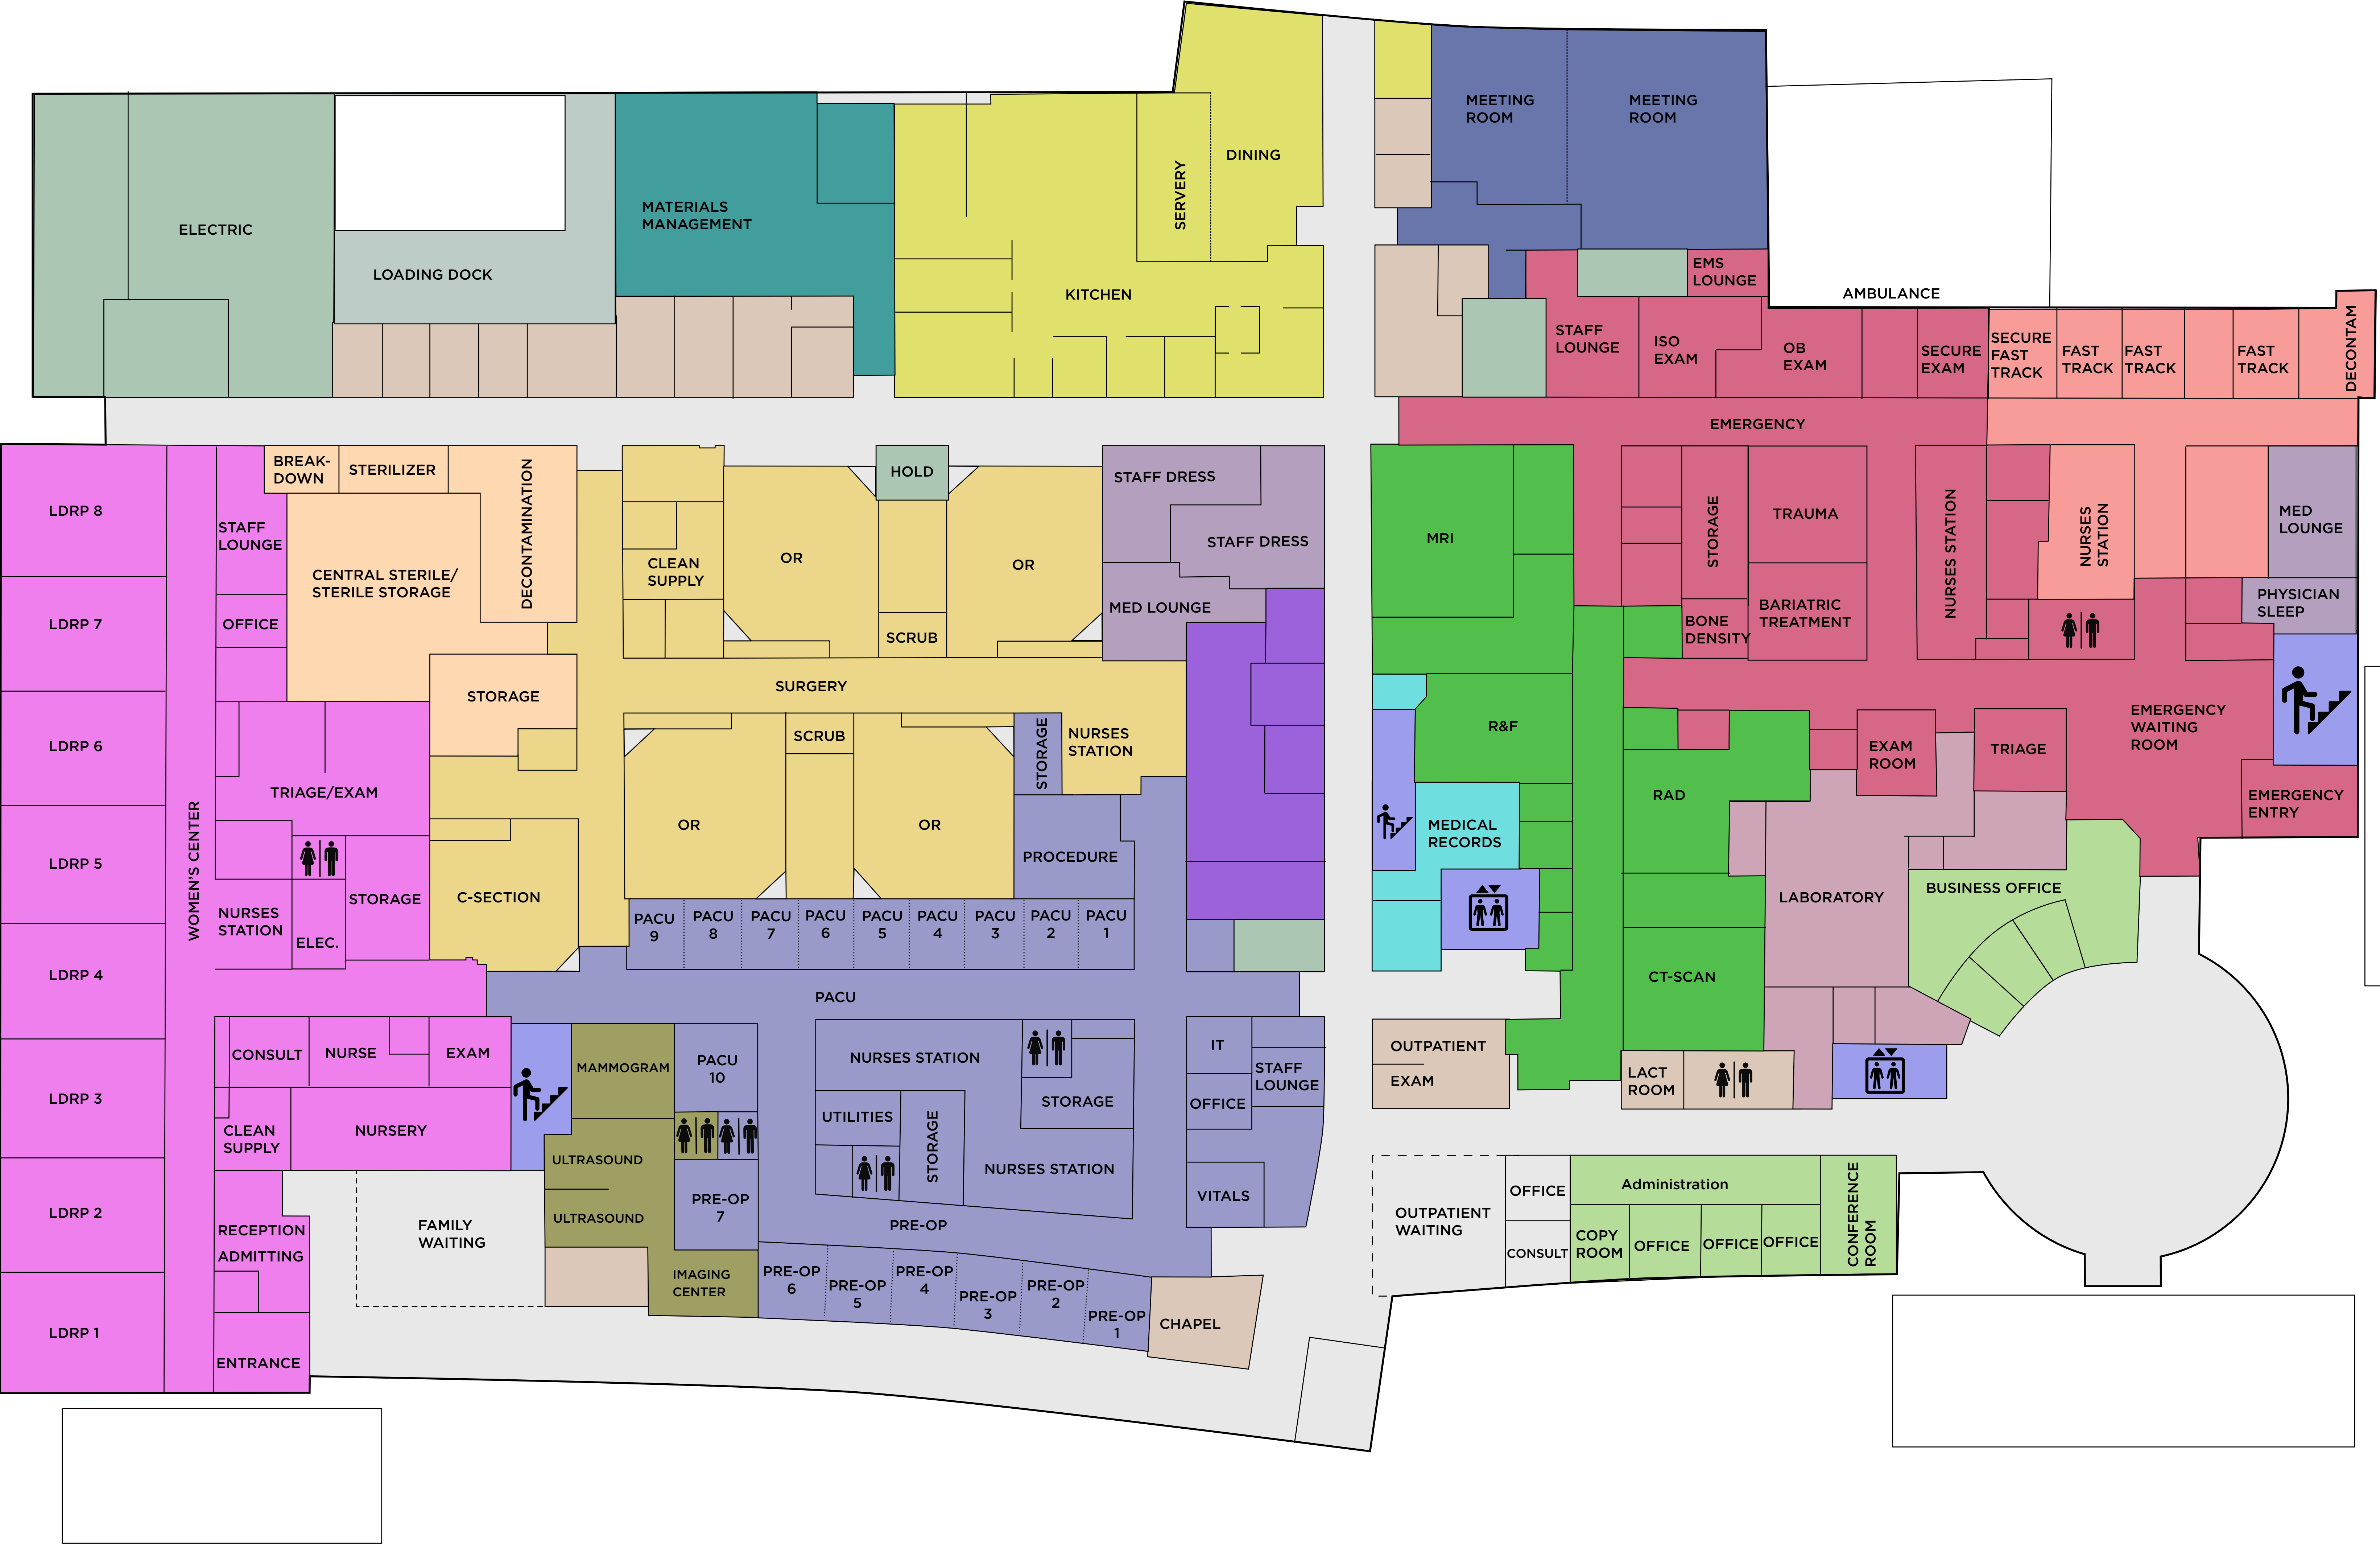 MEETING
ROOM
MEETING
ROOM
DINING
SERVERY
MATERIALS
MANAGEMENT
ELECTRIC
LOADING DOCK
KITCHEN
EMS
LOUNGE
AMBULANCE
STAFF
LOUNGE
ISO
EXAM
OB
EXAM
SECURE
EXAM
SECURE
FAST
TRACK
FAST
TRACK
FAST
TRACK
FAST
TRACK
DECONTAM
EMERGENCY
BREAK-
DOWN
STERILIZER
DECONTAMINATION
HOLD
STAFF DRESS
STAFF DRESS
LDRP 8
STAFF
LOUNGE
CENTRAL STERILE/
STERILE STORAGE
CLEAN
SUPPLY
OR
OR
SCRUB
MED LOUNGE
MRI
STORAGE
TRAUMA
NURSES STATION
NURSES
STATION
MED
LOUNGE
LDRP 7
OFFICE
BONE
DENSITY
BARIATRIC
TREATMENT
PHYSICIAN
SLEEP
STORAGE
SURGERY
LDRP 6
SCRUB
STORAGE
NURSES
STATION
R&F
EXAM
ROOM
TRIAGE
EMERGENCY
WAITING
ROOM
TRIAGE/EXAM
RAD
EMERGENCY
ENTRY
WOMEN'S CENTER
LDRP 5
OR
OR
PROCEDURE
MEDICAL
RECORDS
STORAGE
C-SECTION
LABORATORY
BUSINESS OFFICE
NURSES
STATION
ELEC.
PACU
9
PACU
8
PACU
7
PACU
6
PACU
5
PACU
4
PACU
3
PACU
2
PACU
1
LDRP 4
CT-SCAN
PACU
CONSULT
NURSE
EXAM
MAMMOGRAM
PACU
10
NURSES STATION
IT
STAFF
LOUNGE
OUTPATIENT
EXAM
LACT
ROOM
LDRP 3
UTILITIES
STORAGE
STORAGE
OFFICE
CLEAN
SUPPLY
NURSERY
ULTRASOUND
NURSES STATION
LDRP 2
PRE-OP
7
VITALS
OFFICE
Administration
CONFERENCE
ROOM
RECEPTION
ADMITTING
FAMILY
WAITING
ULTRASOUND
PRE-OP
OUTPATIENT
WAITING
CONSULT
COPY
ROOM
OFFICE
OFFICE
OFFICE
IMAGING
CENTER
PRE-OP
6
PRE-OP
5
PRE-OP
4
PRE-OP
3
PRE-OP
2
PRE-OP
1
CHAPEL
LDRP 1
ENTRANCE